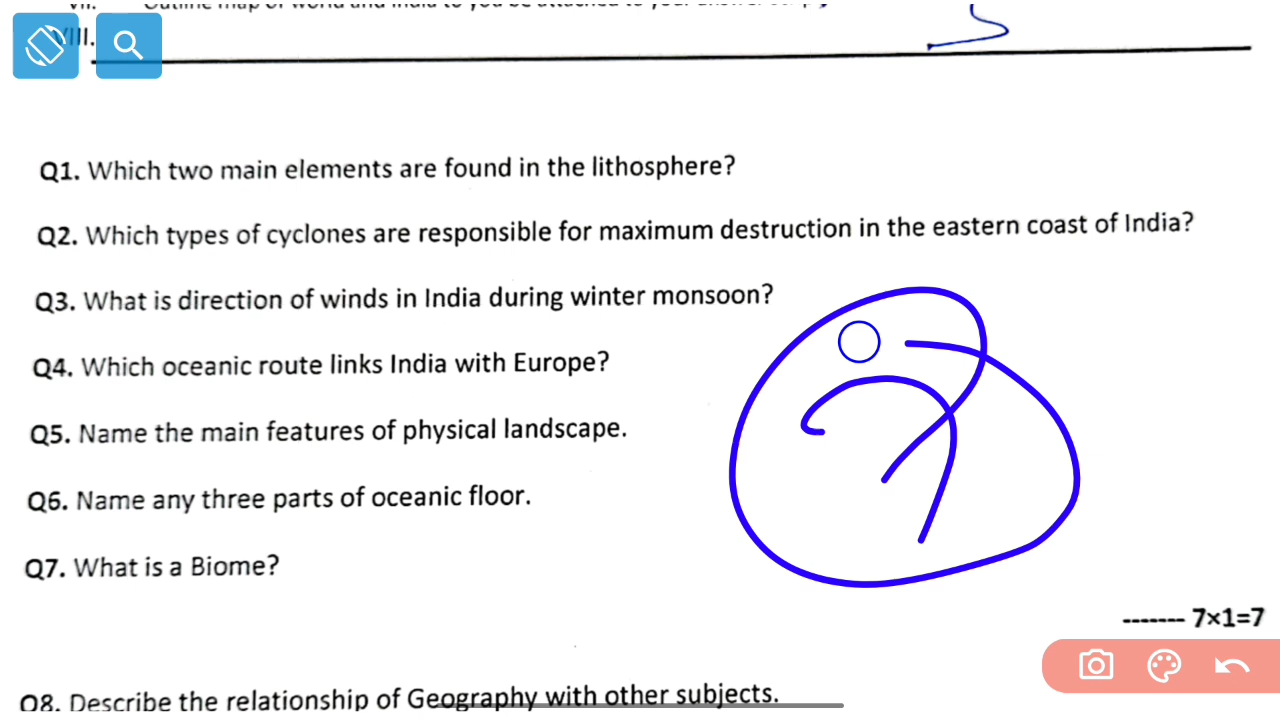 VIII.
Q1. Which two main elements are found in the lithosphere?
Q2. Which types of cyclones are responsible for maximum destruction in the eastern coast of India?
Q3. What is direction of winds in India during winter monsoon?
Q4. Which oceanic route links India with Europe?
Q5. Name the main features of physical landscape.
Q6. Name any three parts of oceanic floor.
Q7. What is a Biome?
------- 7×1=7
Q8. Describe the relationship of Geography with other subjects.